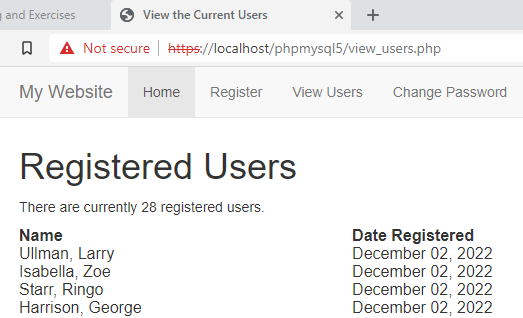 g and Exercises
View the Current Users
Not secure https://localhost/phpmysql5/view_users.php
My Website Home Register View Users Change Password
Registered Users
There are currently 28 registered users.
Name Date Registered
Ullman, Larry December 02, 2022
Isabella, Zoe December 02, 2022
Starr, Ringo December 02, 2022
Harrison, George December 02, 2022